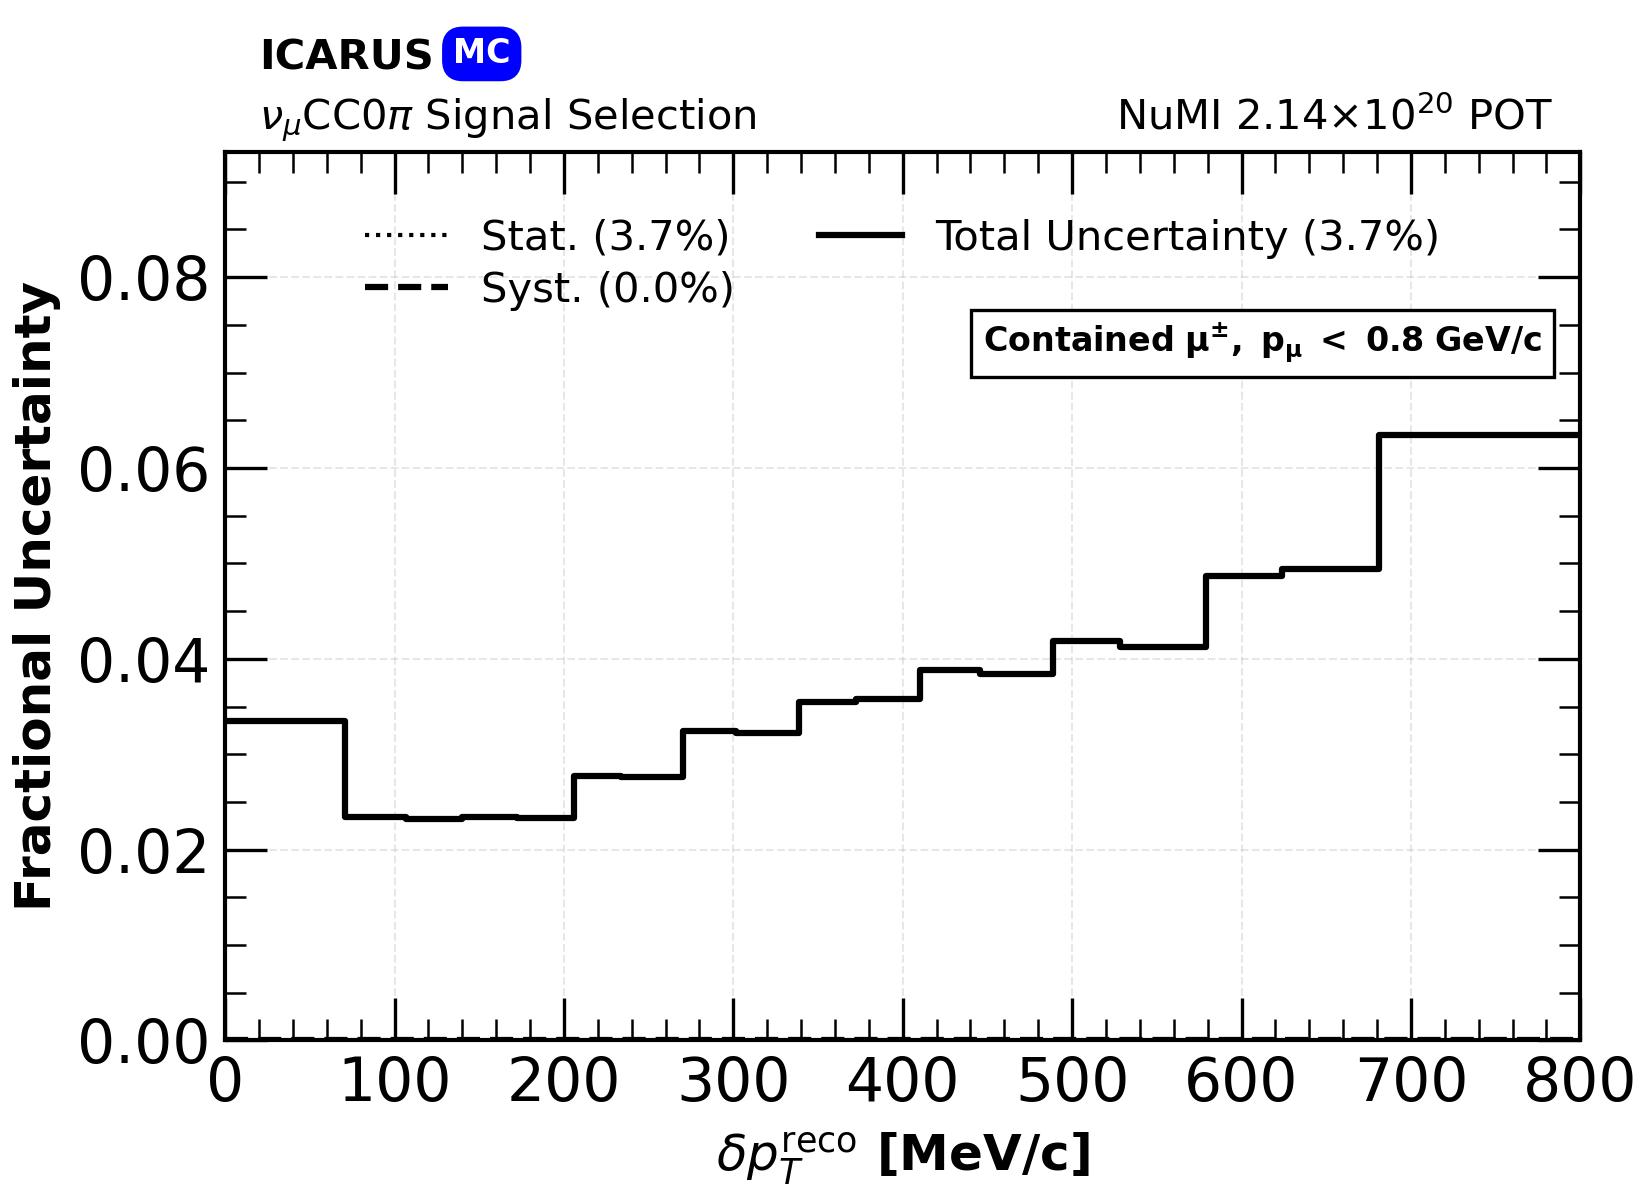 ICARUS MC
νμCC0π Signal Selection
NuMI 2.14×10²⁰ POT
Stat. (3.7%)
Syst. (0.0%)
Total Uncertainty (3.7%)
Contained μ±, pμ < 0.8 GeV/c
Fractional Uncertainty
0.08
0.06
0.04
0.02
0.00
0 100 200 300 400 500 600 700 800
δp_T^reco [MeV/c]